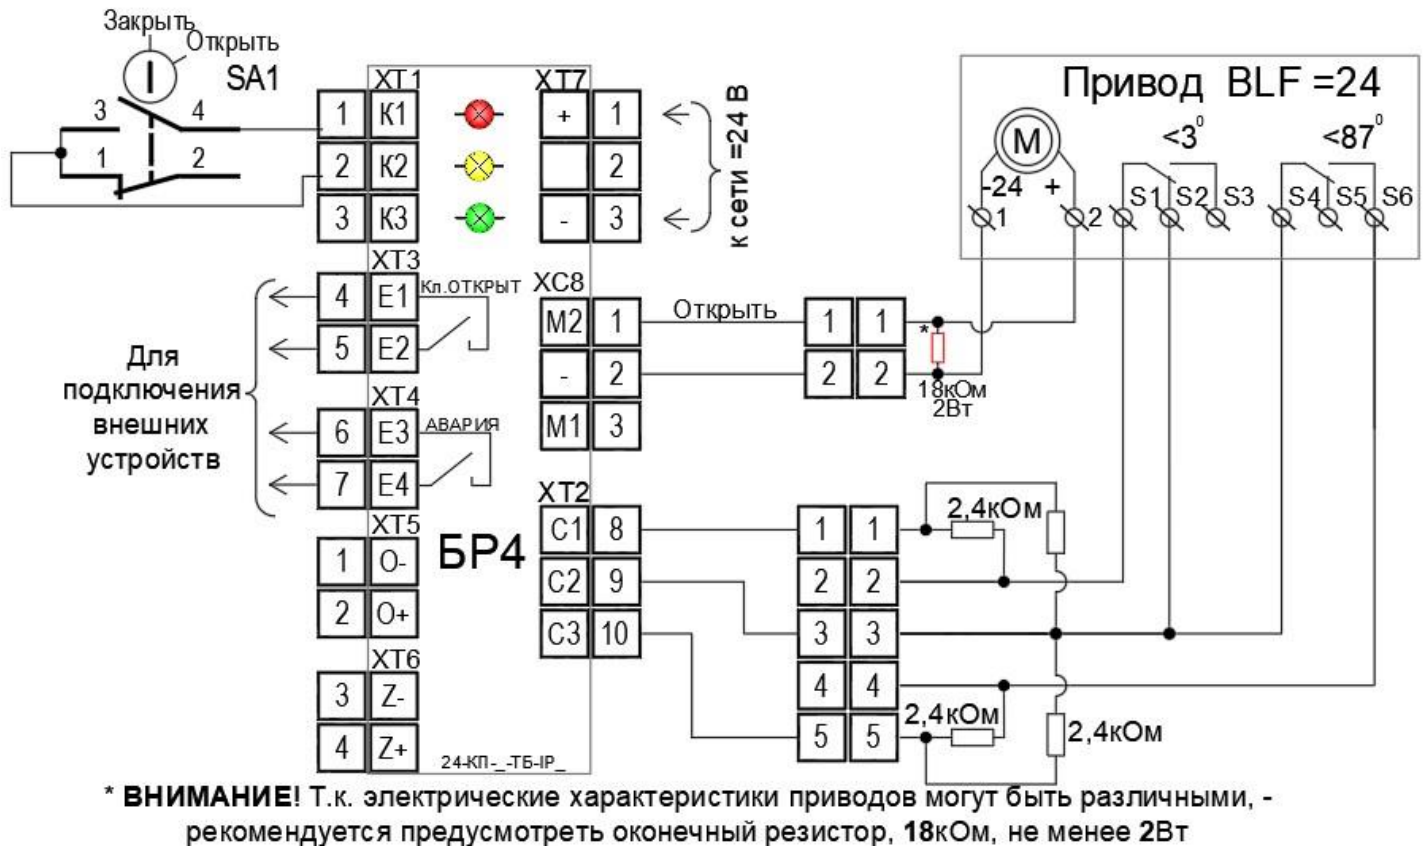 Закрыть
Открыть
SA1
3 4
1 2
XT1
1 К1
2 К2
3 К3
XT3
4 E1 Кл.ОТКРЫТ
5 E2
XT4
6 E3 АВАРИЯ
7 E4
XT5
1 O-
2 O+
XT6
3 Z-
4 Z+
Для
подключения
внешних
устройств
БР4
24-КП-_-ТБ-IP_
XT7
+ 1
2
- 3
к сети =24 В
XC8
M2 1
- 2
M1 3
Открыть
1 1
2 2
*
18кОм
2Вт
XT2
C1 8
C2 9
C3 10
1 1
2 2
3 3
4 4
5 5
2,4кОм
2,4кОм
2,4кОм
Привод BLF =24
M
<3⁰
<87⁰
-24 +
1 2
S1 S2 S3 S4 S5 S6
* ВНИМАНИЕ! Т.к. электрические характеристики приводов могут быть различными, -
рекомендуется предусмотреть оконечный резистор, 18кОм, не менее 2Вт